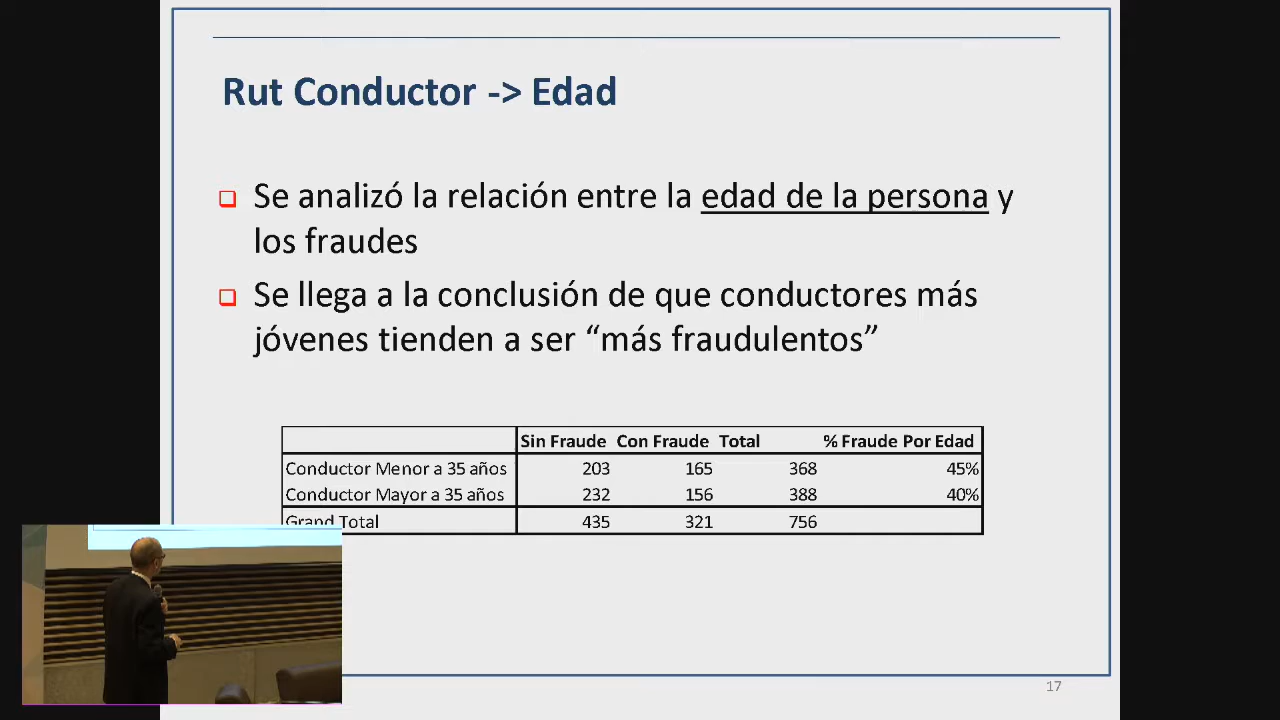 Rut Conductor -> Edad
Se analizó la relación entre la edad de la persona y
los fraudes
Se llega a la conclusión de que conductores más
jóvenes tienden a ser “más fraudulentos”
Sin Fraude Con Fraude Total % Fraude Por Edad
Conductor Menor a 35 años 203 165 368 45%
Conductor Mayor a 35 años 232 156 388 40%
Grand Total 435 321 756
17